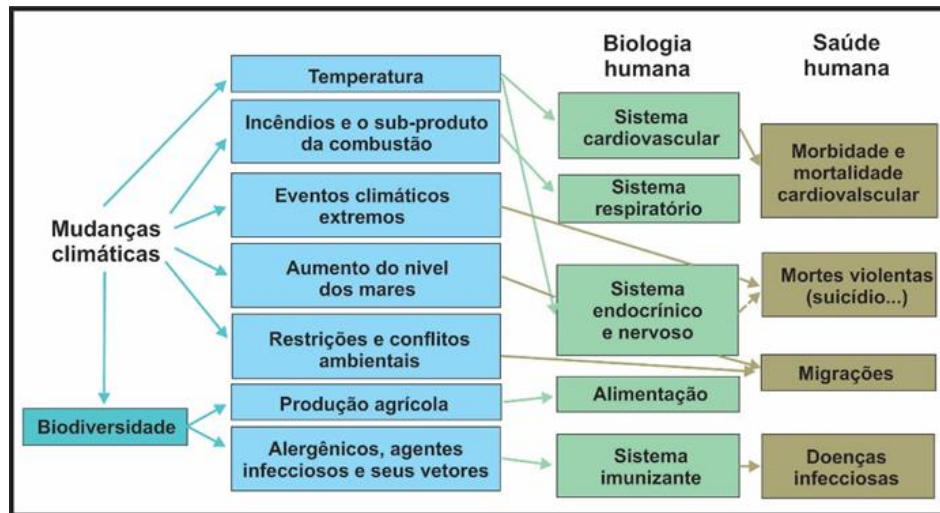 Biologia
humana
Saúde
humana
Temperatura
Incêndios e o sub-produto
da combustão
Eventos climáticos
extremos
Aumento do nivel
dos mares
Restrições e conflitos
ambientais
Produção agrícola
Alergênicos, agentes
infecciosos e seus vetores
Mudanças
climáticas
Biodiversidade
Sistema
cardiovascular
Sistema
respiratório
Sistema
endocrínico
e nervoso
Alimentação
Sistema
imunizante
Morbidade e
mortalidade
cardiovalscular
Mortes violentas
(suicídio...)
Migrações
Doenças
infecciosas